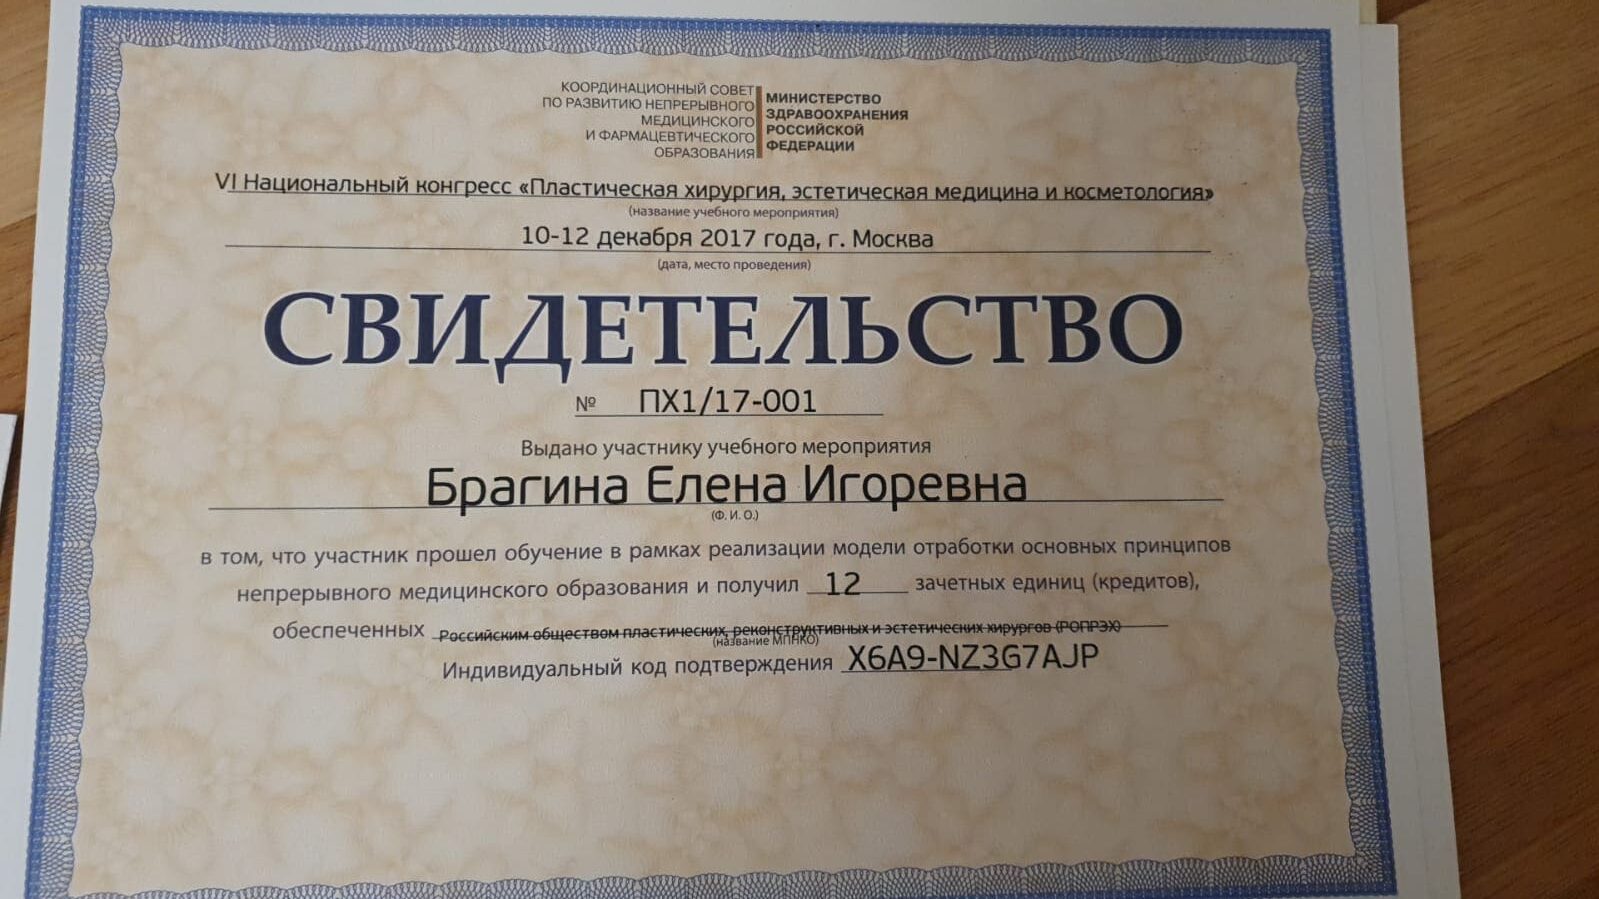 КООРДИНАЦИОННЫЙ СОВЕТ
ПО РАЗВИТИЮ НЕПРЕРЫВНОГО
МЕДИЦИНСКОГО
И ФАРМАЦЕВТИЧЕСКОГО
ОБРАЗОВАНИЯ
МИНИСТЕРСТВО
ЗДРАВООХРАНЕНИЯ
РОССИЙСКОЙ
ФЕДЕРАЦИИ
VI Национальный конгресс «Пластическая хирургия, эстетическая медицина и косметология»
(название учебного мероприятия)
10-12 декабря 2017 года, г. Москва
(дата, место проведения)
СВИДЕТЕЛЬСТВО
№ ПХ1/17-001
Выдано участнику учебного мероприятия
Брагина Елена Игоревна
(Ф. И. О.)
в том, что участник прошел обучение в рамках реализации модели отработки основных принципов
непрерывного медицинского образования и получил 12 зачетных единиц (кредитов),
обеспеченных Российским обществом пластических, реконструктивных и эстетических хирургов (РОПРЭХ)
(название МПНКО)
Индивидуальный код подтверждения X6A9-NZ3G7AJP